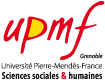 upmf
Grenoble
Université Pierre-Mendès-France
Sciences sociales & humaines